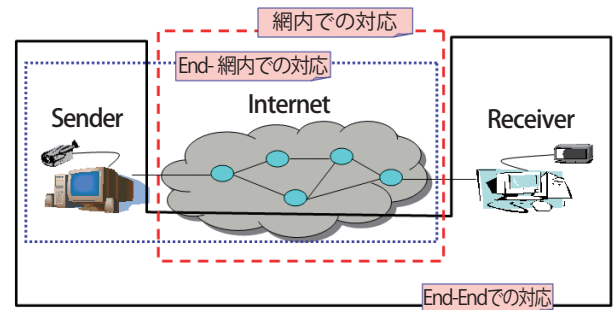 網内での対応
End- 網内での対応
Sender
Internet
Receiver
End-Endでの対応